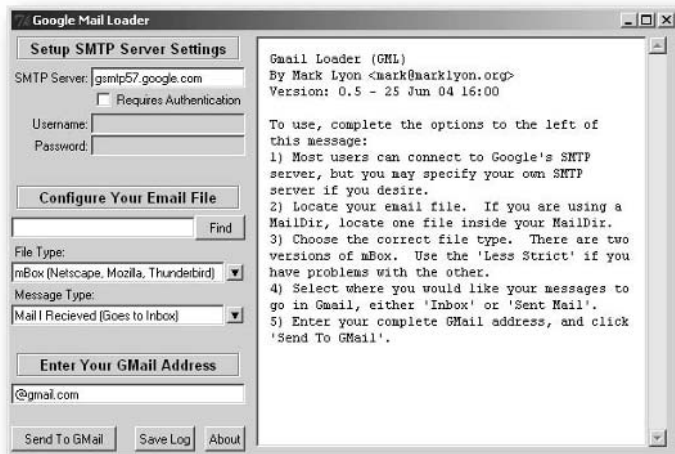 Google Mail Loader
Setup SMTP Server Settings
SMTP Server: gsmtp57.google.com
Requires Authentication
Username:
Password:
Configure Your Email File
Find
File Type:
mBox (Netscape, Mozilla, Thunderbird)
Message Type:
Mail I Recieved (Goes to Inbox)
Enter Your GMail Address
@gmail.com
Send To GMail Save Log About
Gmail Loader (GML)
By Mark Lyon <mark@marklyon.org>
Version: 0.5 - 25 Jun 04 16:00
To use, complete the options to the left of
this message:
1) Most users can connect to Google's SMTP
server, but you may specify your own SMTP
server if you desire.
2) Locate your email file. If you are using a
MailDir, locate one file inside your MailDir.
3) Choose the correct file type. There are two
versions of mBox. Use the 'Less Strict' if you
have problems with the other.
4) Select where you would like your messages to
go in Gmail, either 'Inbox' or 'Sent Mail'.
5) Enter your complete GMail address, and click
'Send To GMail'.